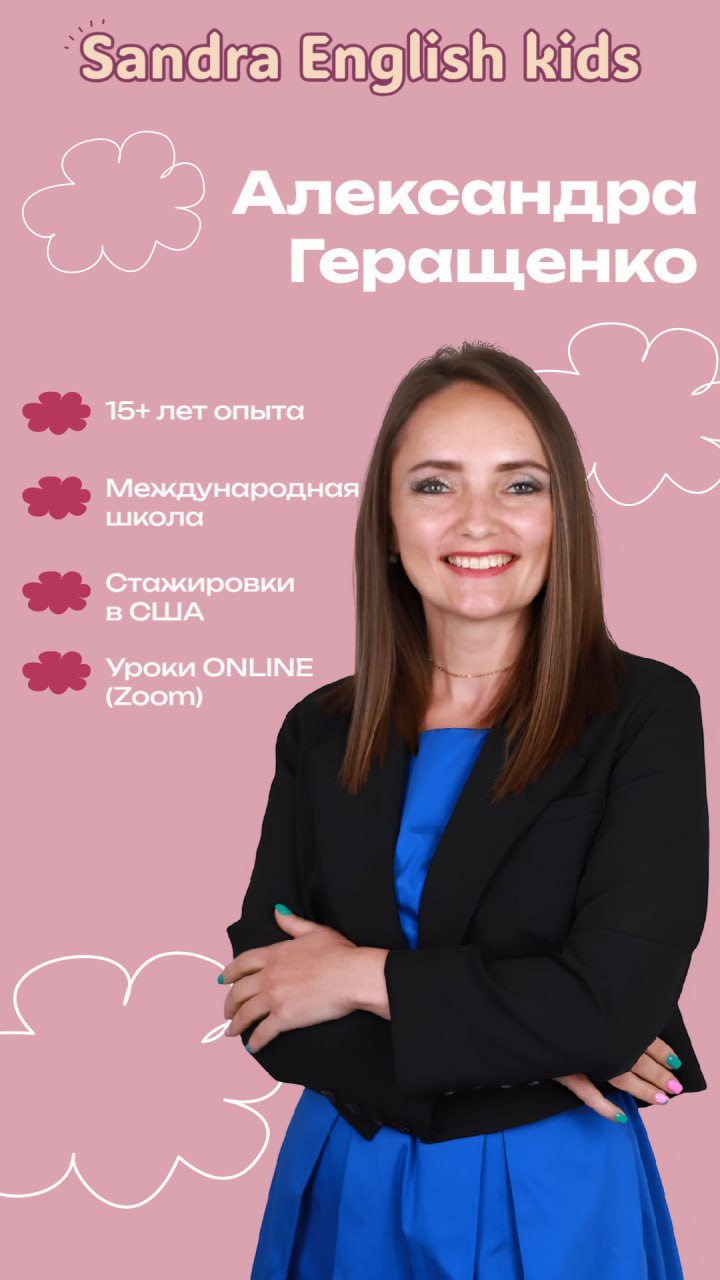 Sandra English kids
Александра
Геращенко
15+ лет опыта
Международная
школа
Стажировки
в США
Уроки ONLINE
(Zoom)